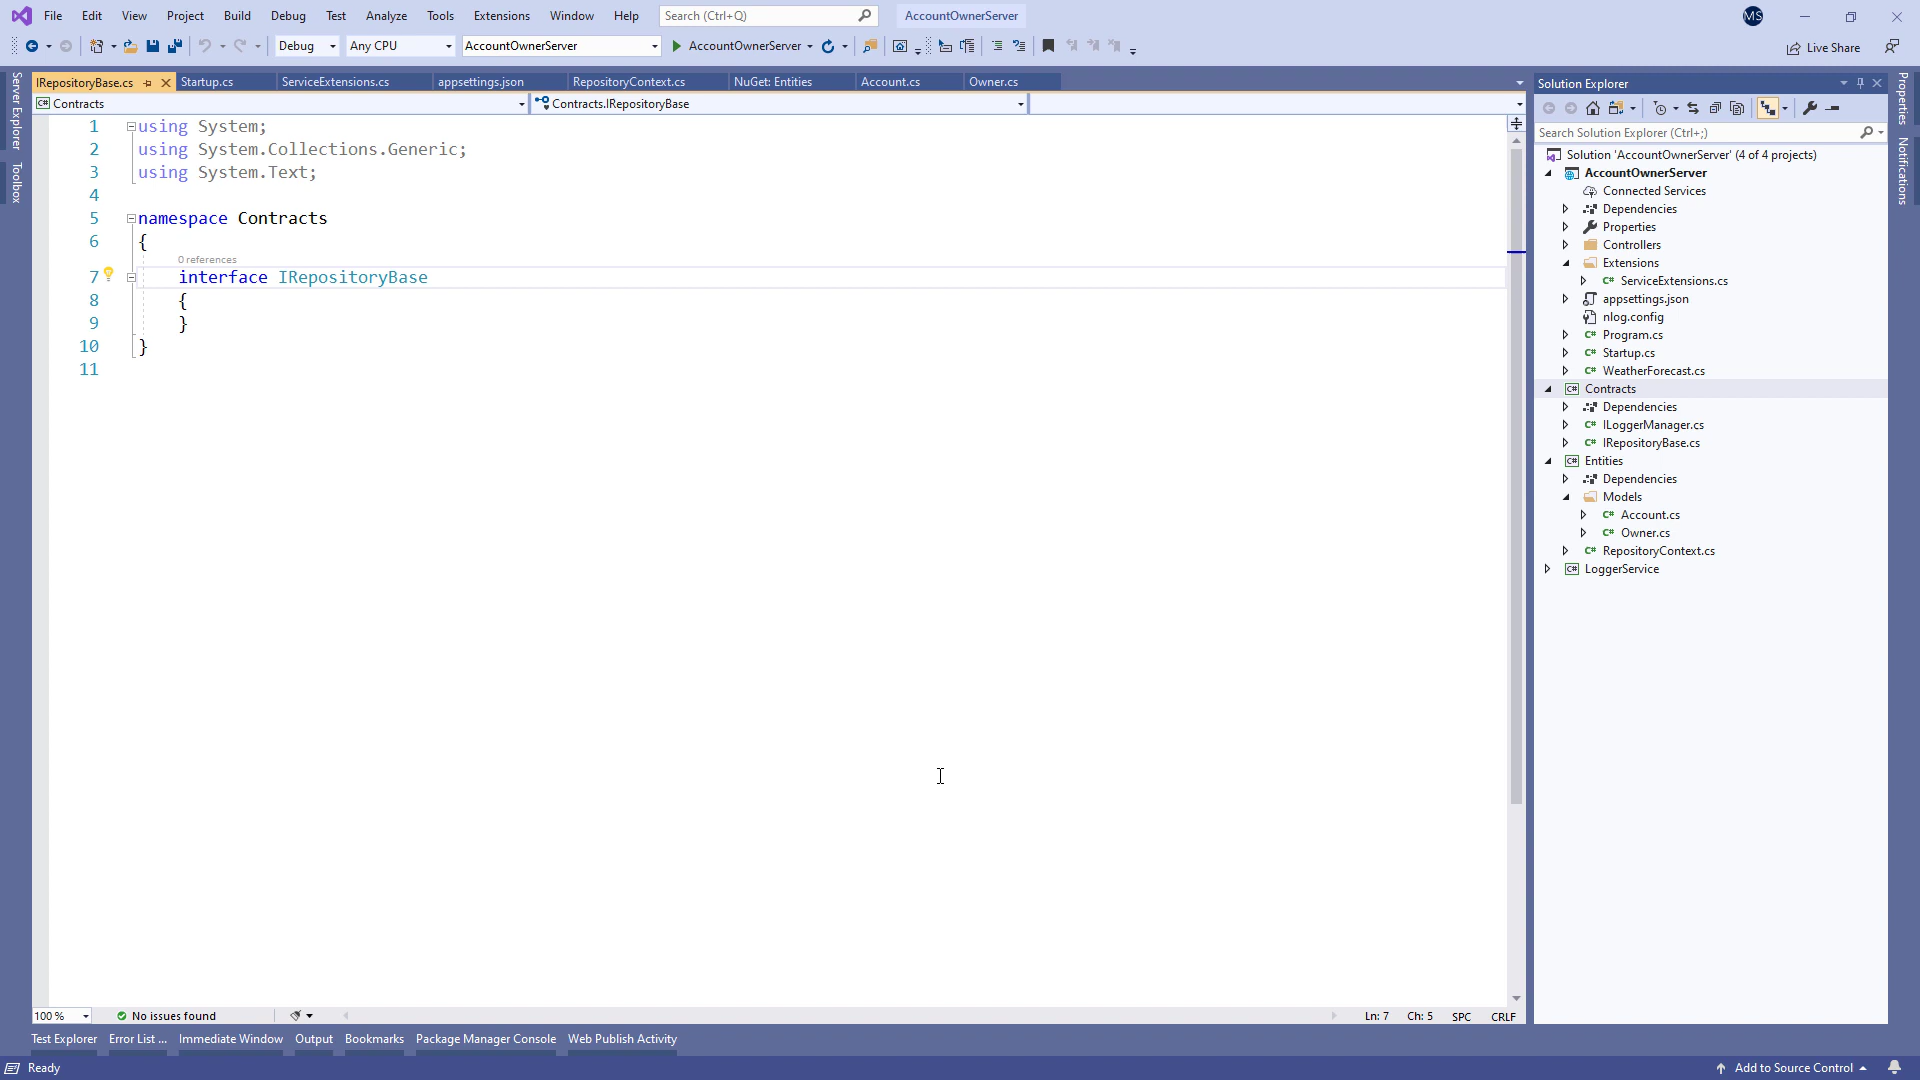 File Edit View Project Build Debug Test Analyze Tools Extensions Window Help Search (Ctrl+Q) AccountOwnerServer MS
Debug Any CPU AccountOwnerServer AccountOwnerServer Live Share
Server Explorer
Toolbox
IRepositoryBase.cs Startup.cs ServiceExtensions.cs appsettings.json RepositoryContext.cs NuGet: Entities Account.cs Owner.cs
Contracts Contracts.IRepositoryBase
1 using System;
2 using System.Collections.Generic;
3 using System.Text;
4
5 namespace Contracts
6 {
0 references
7 interface IRepositoryBase
8 {
9 }
10 }
11
100 % No issues found Ln: 7 Ch: 5 SPC CRLF
Solution Explorer
Search Solution Explorer (Ctrl+;)
Solution 'AccountOwnerServer' (4 of 4 projects)
AccountOwnerServer
Connected Services
Dependencies
Properties
Controllers
Extensions
C# ServiceExtensions.cs
appsettings.json
nlog.config
C# Program.cs
C# Startup.cs
C# WeatherForecast.cs
C# Contracts
Dependencies
C# ILoggerManager.cs
C# IRepositoryBase.cs
C# Entities
Dependencies
Models
C# Account.cs
C# Owner.cs
C# RepositoryContext.cs
C# LoggerService
Properties
Notifications
Test Explorer Error List ... Immediate Window Output Bookmarks Package Manager Console Web Publish Activity
Ready Add to Source Control